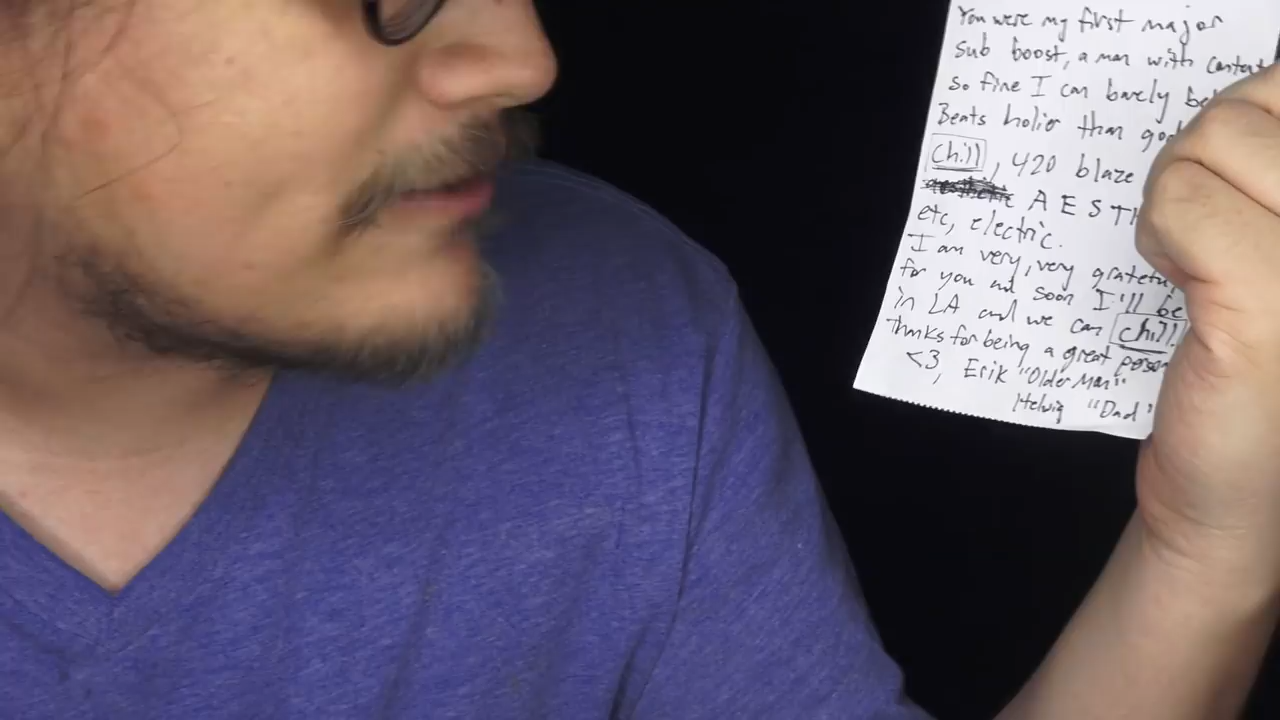 You were my first major
sub boost, a man with
so fine I can barely
Beats holier than
chill, 420 blaze
A E S T
etc, electric.
I am very, very
for you and soon I'll be
in LA and we can chill.
thanks for being a great person
<3, Erik "Older Man"
Helwig "Dad"